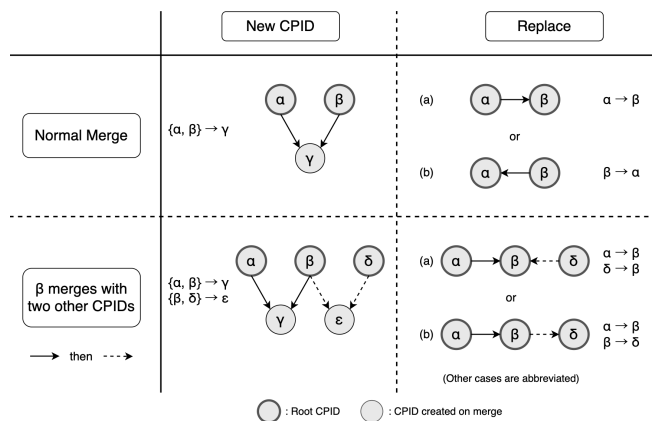 New CPID
Replace
Normal Merge
{α, β} → γ
α
β
γ
(a)
α
β
α → β
or
(b)
α
β
β → α
β merges with
two other CPIDs
then
{α, β} → γ
{β, δ} → ε
α
β
δ
γ
ε
(a)
α
β
δ
α → β
δ → β
or
(b)
α
β
δ
α → β
β → δ
(Other cases are abbreviated)
: Root CPID
: CPID created on merge